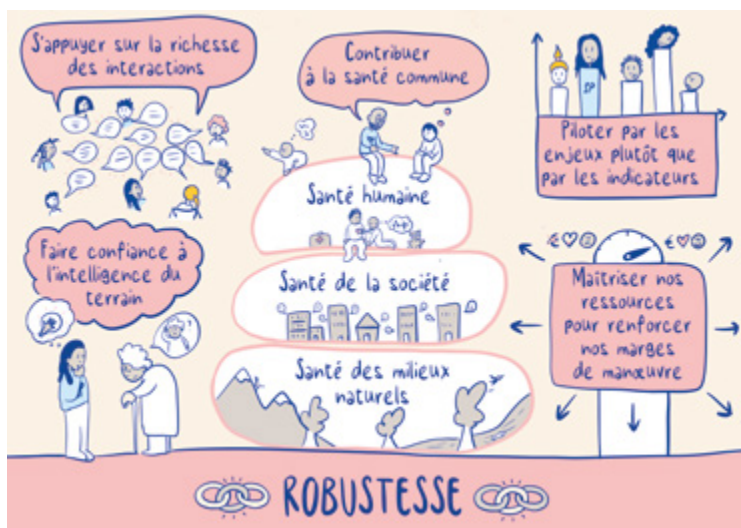 S'appuyer sur la richesse
des interactions
Contribuer
à la santé commune
Piloter par les
enjeux plutôt que
par les indicateurs
Santé humaine
Faire confiance à
l'intelligence du
terrain
Santé de la société
Maîtriser nos
ressources
pour renforcer
nos marges
de manœuvre
Santé des milieux
naturels
ROBUSTESSE